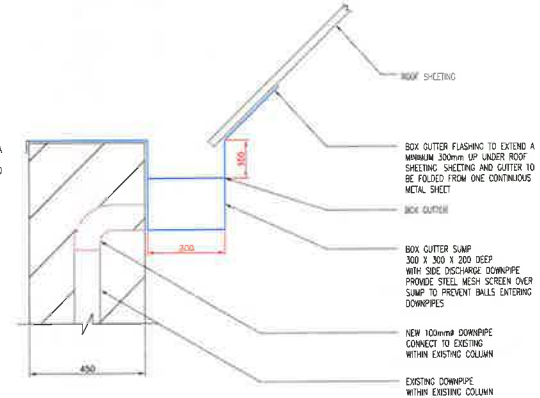 ROOF SHEETING
A
BOX GUTTER FLASHING TO EXTEND A
MINIMUM 300mm UP UNDER ROOF
SHEETING SHEETING AND GUTTER TO
BE FOLDED FROM ONE CONTINUOUS
METAL SHEET
BOX GUTTER
200
BOX GUTTER SUMP
300 X 300 X 200 DEEP
WITH SIDE DISCHARGE DOWNPIPE
PROVIDE STEEL MESH SCREEN OVER
SUMP TO PREVENT BALLS ENTERING
DOWNPIPES
NEW 100mmø DOWNPIPE
CONNECT TO EXISTING
WITHIN EXISTING COLUMN
450
EXISTING DOWNPIPE
WITHIN EXISTING COLUMN